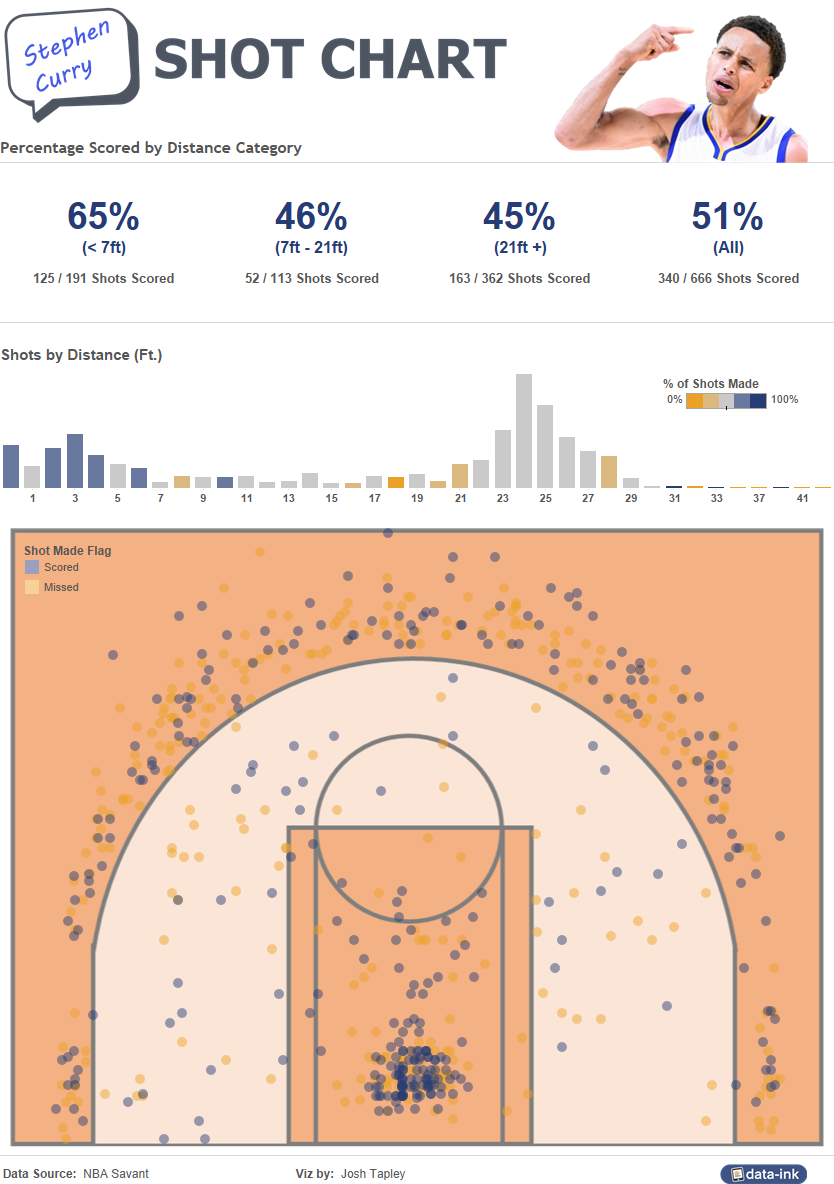 Stephen
Curry
SHOT CHART
Percentage Scored by Distance Category
65% 46% 45% 51%
(< 7ft) (7ft - 21ft) (21ft +) (All)
125 / 191 Shots Scored 52 / 113 Shots Scored 163 / 362 Shots Scored 340 / 666 Shots Scored
Shots by Distance (Ft.)
% of Shots Made
0% 100%
1 3 5 7 9 11 13 15 17 19 21 23 25 27 29 31 33 37 41
Shot Made Flag
Scored
Missed
Data Source: NBA Savant Viz by: Josh Tapley data-ink